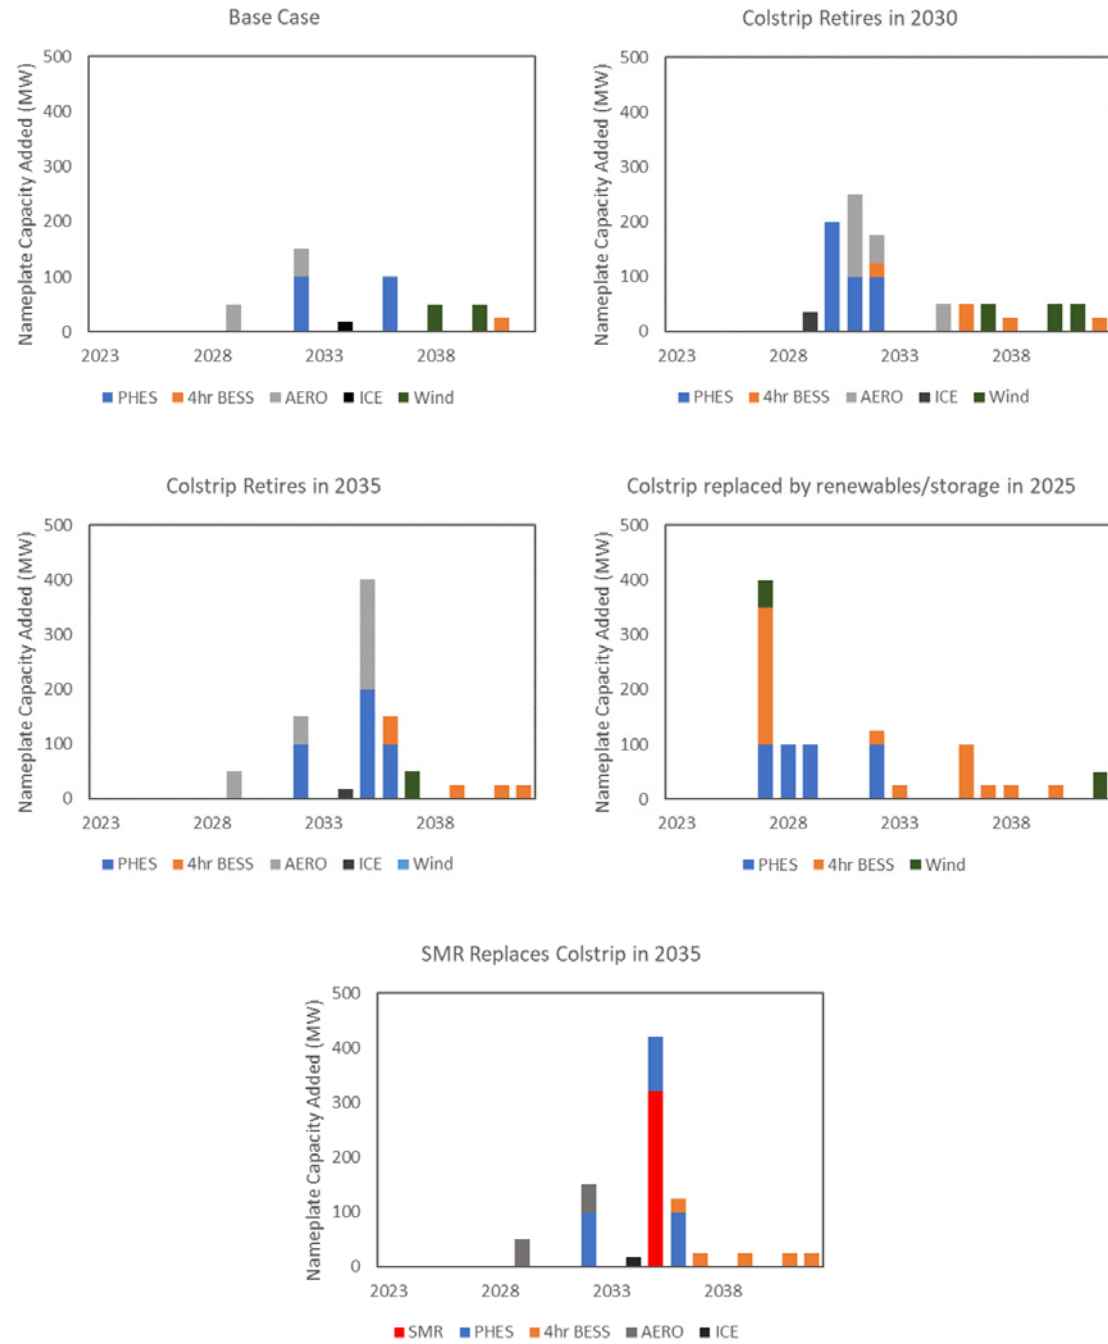 Base Case
Nameplate Capacity Added (MW)
500
400
300
200
100
0
2023 2028 2033 2038
PHES 4hr BESS AERO ICE Wind
Colstrip Retires in 2030
Nameplate Capacity Added (MW)
500
400
300
200
100
0
2023 2028 2033 2038
PHES 4hr BESS AERO ICE Wind
Colstrip Retires in 2035
Nameplate Capacity Added (MW)
500
400
300
200
100
0
2023 2028 2033 2038
PHES 4hr BESS AERO ICE Wind
Colstrip replaced by renewables/storage in 2025
Nameplate Capacity Added (MW)
500
400
300
200
100
0
2023 2028 2033 2038
PHES 4hr BESS Wind
SMR Replaces Colstrip in 2035
Nameplate Capacity Added (MW)
500
400
300
200
100
0
2023 2028 2033 2038
SMR PHES 4hr BESS AERO ICE